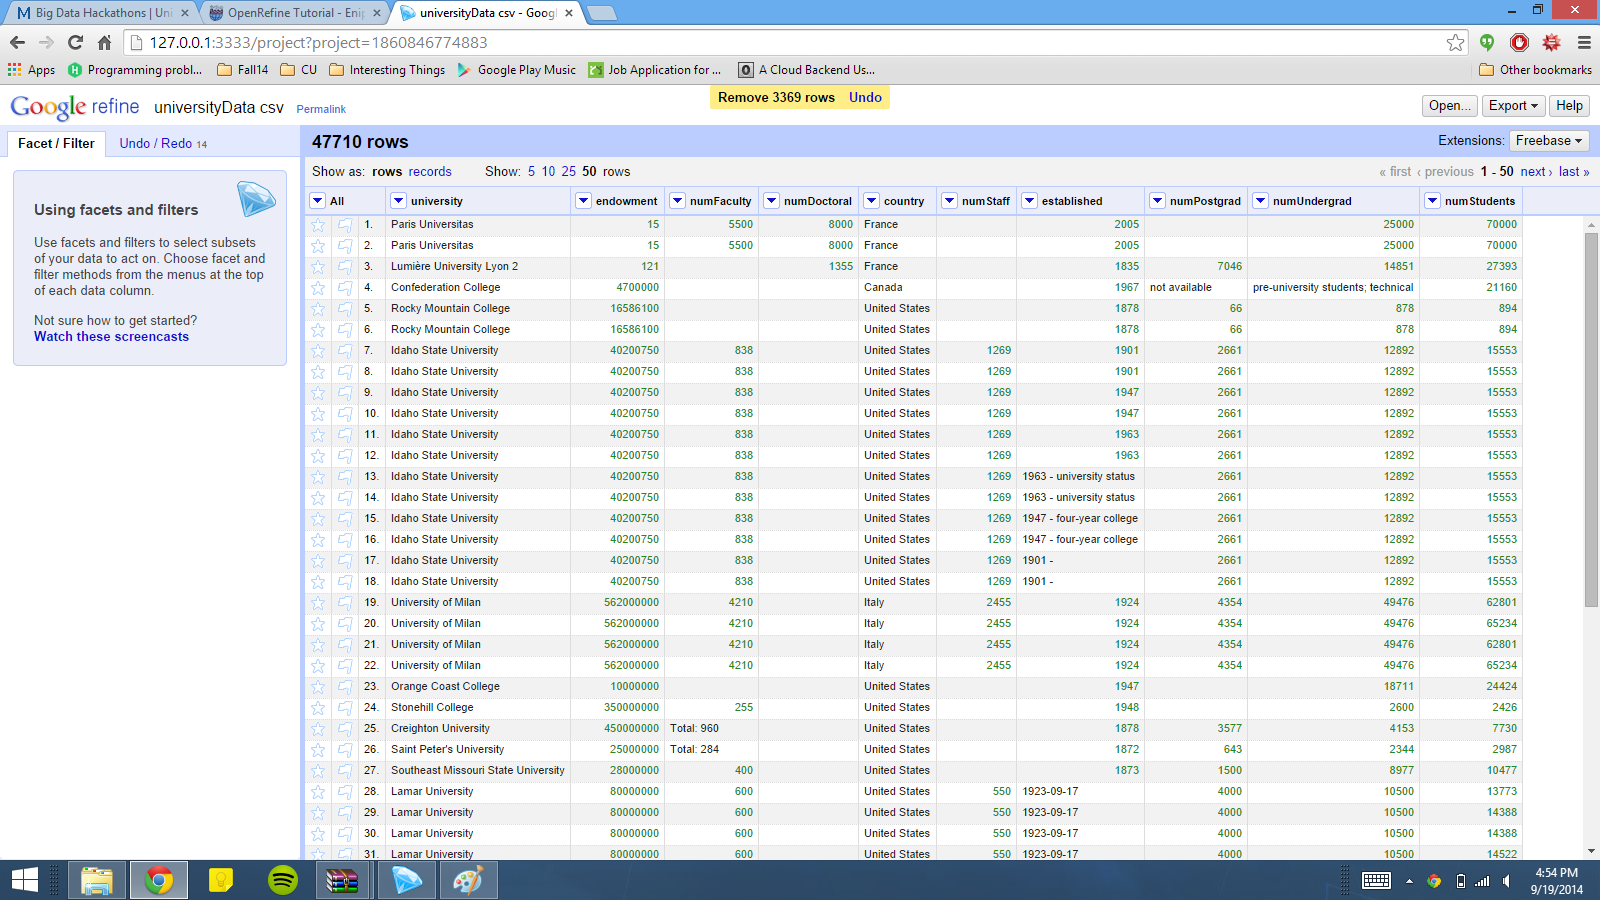 Big Data Hackathons | Uni
OpenRefine Tutorial - Enip
universityData csv - Goog
127.0.0.1:3333/project?project=1860846774883
Apps Programming probl... Fall14 CU Interesting Things Google Play Music Job Application for ... A Cloud Backend Us... Other bookmarks
Google refine universityData csv Permalink
Remove 3369 rows Undo
Open... Export Help
Facet / Filter Undo / Redo 14
47710 rows
Extensions: Freebase
Show as: rows records Show: 5 10 25 50 rows
« first ‹ previous 1 - 50 next › last »
Using facets and filters
Use facets and filters to select subsets
of your data to act on. Choose facet and
filter methods from the menus at the top
of each data column.
Not sure how to get started?
Watch these screencasts
All university endowment numFaculty numDoctoral country numStaff established numPostgrad numUndergrad numStudents
1. Paris Universitas 15 5500 8000 France 2005 25000 70000
2. Paris Universitas 15 5500 8000 France 2005 25000 70000
3. Lumière University Lyon 2 121 1355 France 1835 7046 14851 27393
4. Confederation College 4700000 Canada 1967 not available pre-university students; technical 21160
5. Rocky Mountain College 16586100 United States 1878 66 878 894
6. Rocky Mountain College 16586100 United States 1878 66 878 894
7. Idaho State University 40200750 838 United States 1269 1901 2661 12892 15553
8. Idaho State University 40200750 838 United States 1269 1901 2661 12892 15553
9. Idaho State University 40200750 838 United States 1269 1947 2661 12892 15553
10. Idaho State University 40200750 838 United States 1269 1947 2661 12892 15553
11. Idaho State University 40200750 838 United States 1269 1963 2661 12892 15553
12. Idaho State University 40200750 838 United States 1269 1963 2661 12892 15553
13. Idaho State University 40200750 838 United States 1269 1963 - university status 2661 12892 15553
14. Idaho State University 40200750 838 United States 1269 1963 - university status 2661 12892 15553
15. Idaho State University 40200750 838 United States 1269 1947 - four-year college 2661 12892 15553
16. Idaho State University 40200750 838 United States 1269 1947 - four-year college 2661 12892 15553
17. Idaho State University 40200750 838 United States 1269 1901 - 2661 12892 15553
18. Idaho State University 40200750 838 United States 1269 1901 - 2661 12892 15553
19. University of Milan 562000000 4210 Italy 2455 1924 4354 49476 62801
20. University of Milan 562000000 4210 Italy 2455 1924 4354 49476 65234
21. University of Milan 562000000 4210 Italy 2455 1924 4354 49476 62801
22. University of Milan 562000000 4210 Italy 2455 1924 4354 49476 65234
23. Orange Coast College 10000000 United States 1947 18711 24424
24. Stonehill College 350000000 255 United States 1948 2600 2426
25. Creighton University 450000000 Total: 960 United States 1878 3577 4153 7730
26. Saint Peter's University 25000000 Total: 284 United States 1872 643 2344 2987
27. Southeast Missouri State University 28000000 400 United States 1873 1500 8977 10477
28. Lamar University 80000000 600 United States 550 1923-09-17 4000 10500 13773
29. Lamar University 80000000 600 United States 550 1923-09-17 4000 10500 14388
30. Lamar University 80000000 600 United States 550 1923-09-17 4000 10500 14388
31. Lamar University 80000000 600 United States 550 1923-09-17 4000 10500 14522
4:54 PM
9/19/2014